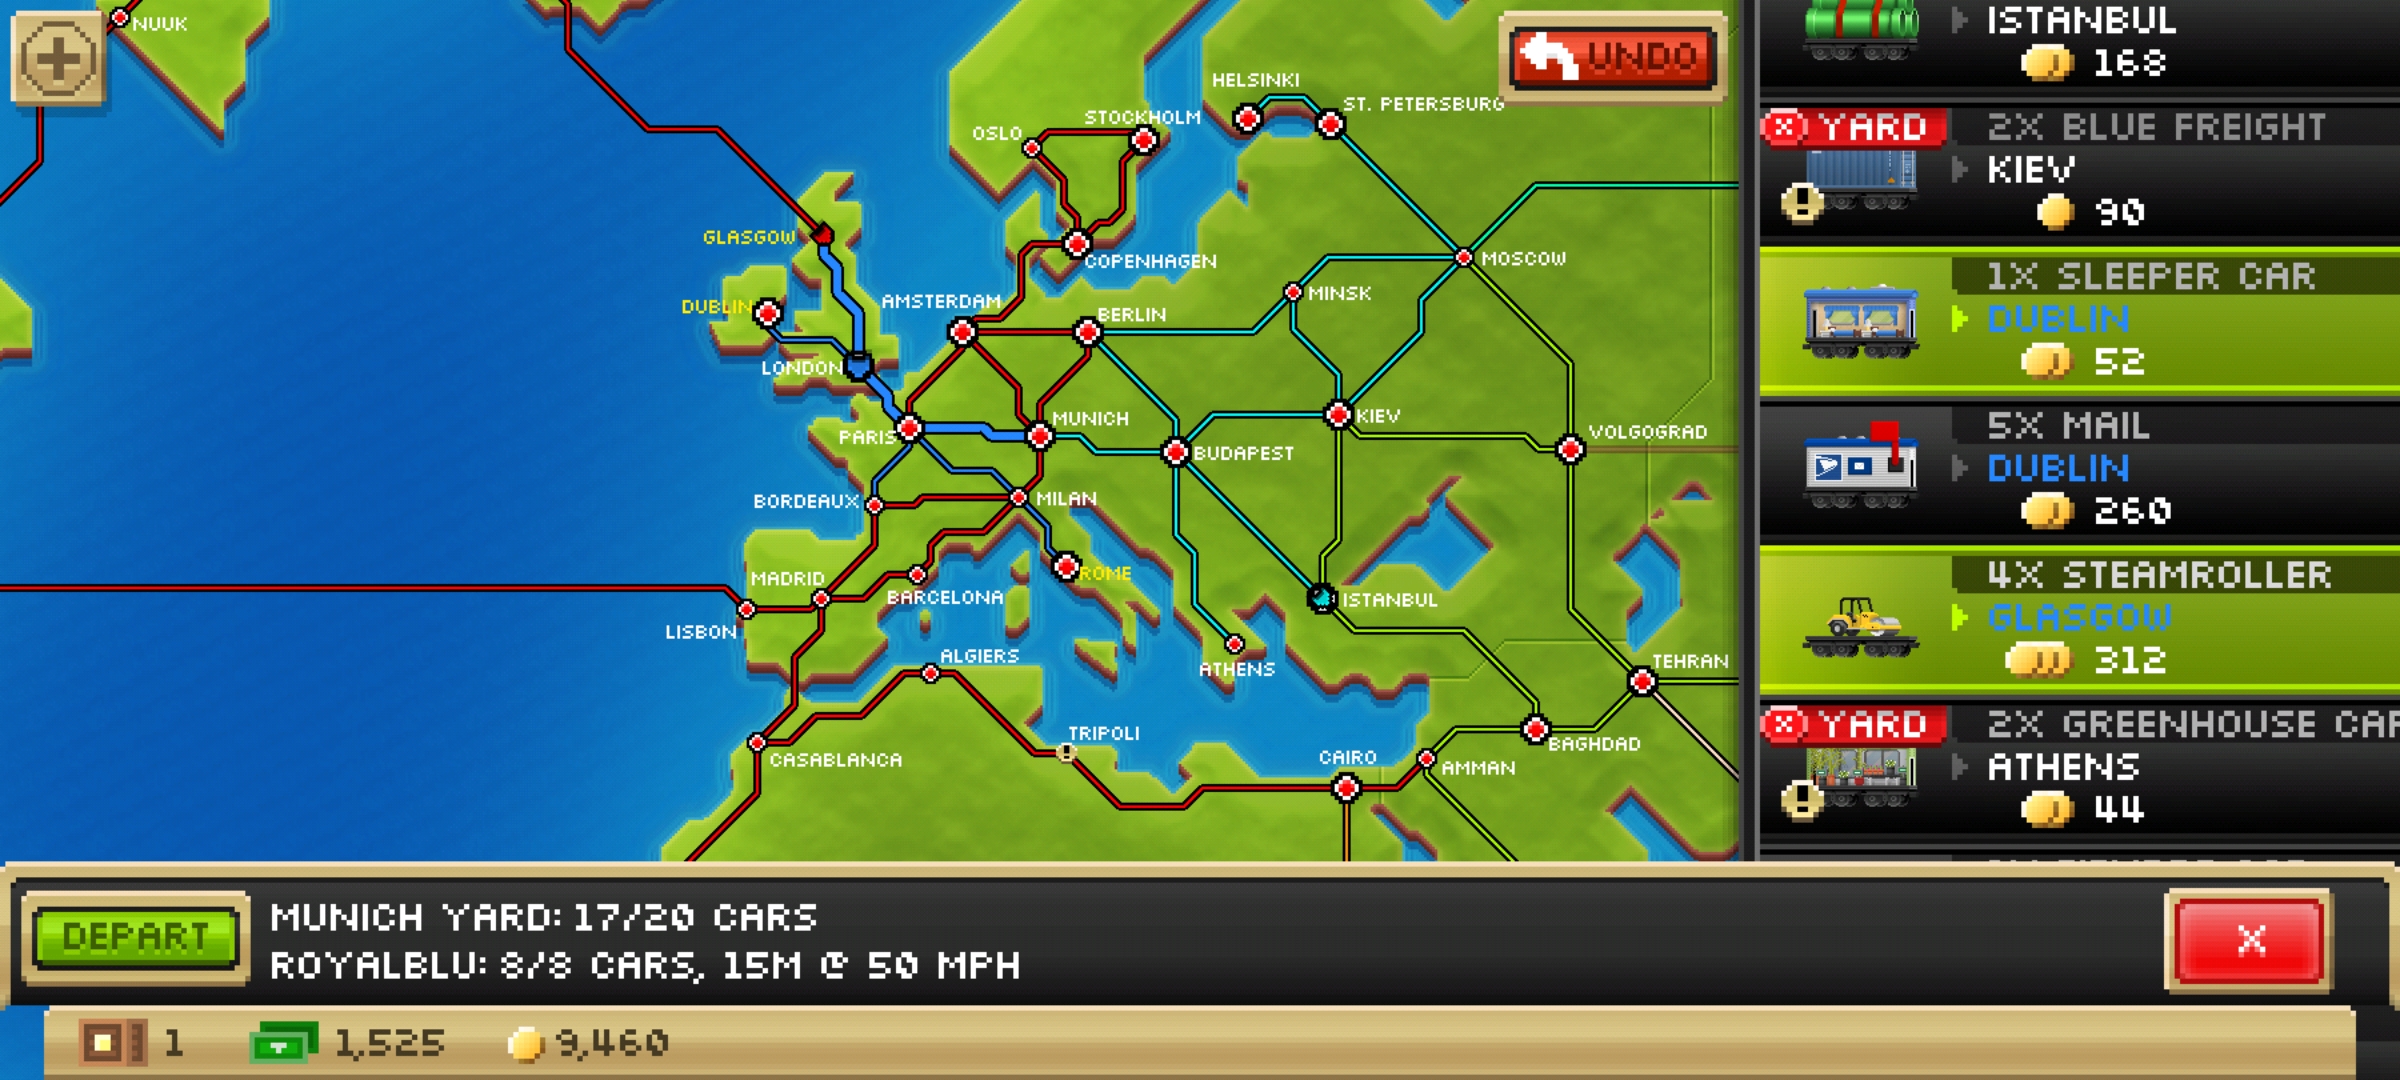 NUUK
UNDO
HELSINKI
ST. PETERSBURG
STOCKHOLM
OSLO
GLASGOW
COPENHAGEN
MOSCOW
MINSK
DUBLIN
AMSTERDAM
BERLIN
LONDON
MUNICH
KIEV
PARIS
BUDAPEST
VOLGOGRAD
BORDEAUX
MILAN
MADRID
ROME
BARCELONA
ISTANBUL
LISBON
ALGIERS
ATHENS
TEHRAN
TRIPOLI
CASABLANCA
CAIRO
AMMAN
BAGHDAD
ISTANBUL
168
YARD
2X BLUE FREIGHT
KIEV
90
1X SLEEPER CAR
DUBLIN
52
5X MAIL
DUBLIN
260
4X STEAMROLLER
GLASGOW
312
YARD
2X GREENHOUSE CAR
ATHENS
44
DEPART
MUNICH YARD: 17/20 CARS
ROYALBLU: 8/8 CARS, 15M @ 50 MPH
X
1
1,525
9,460